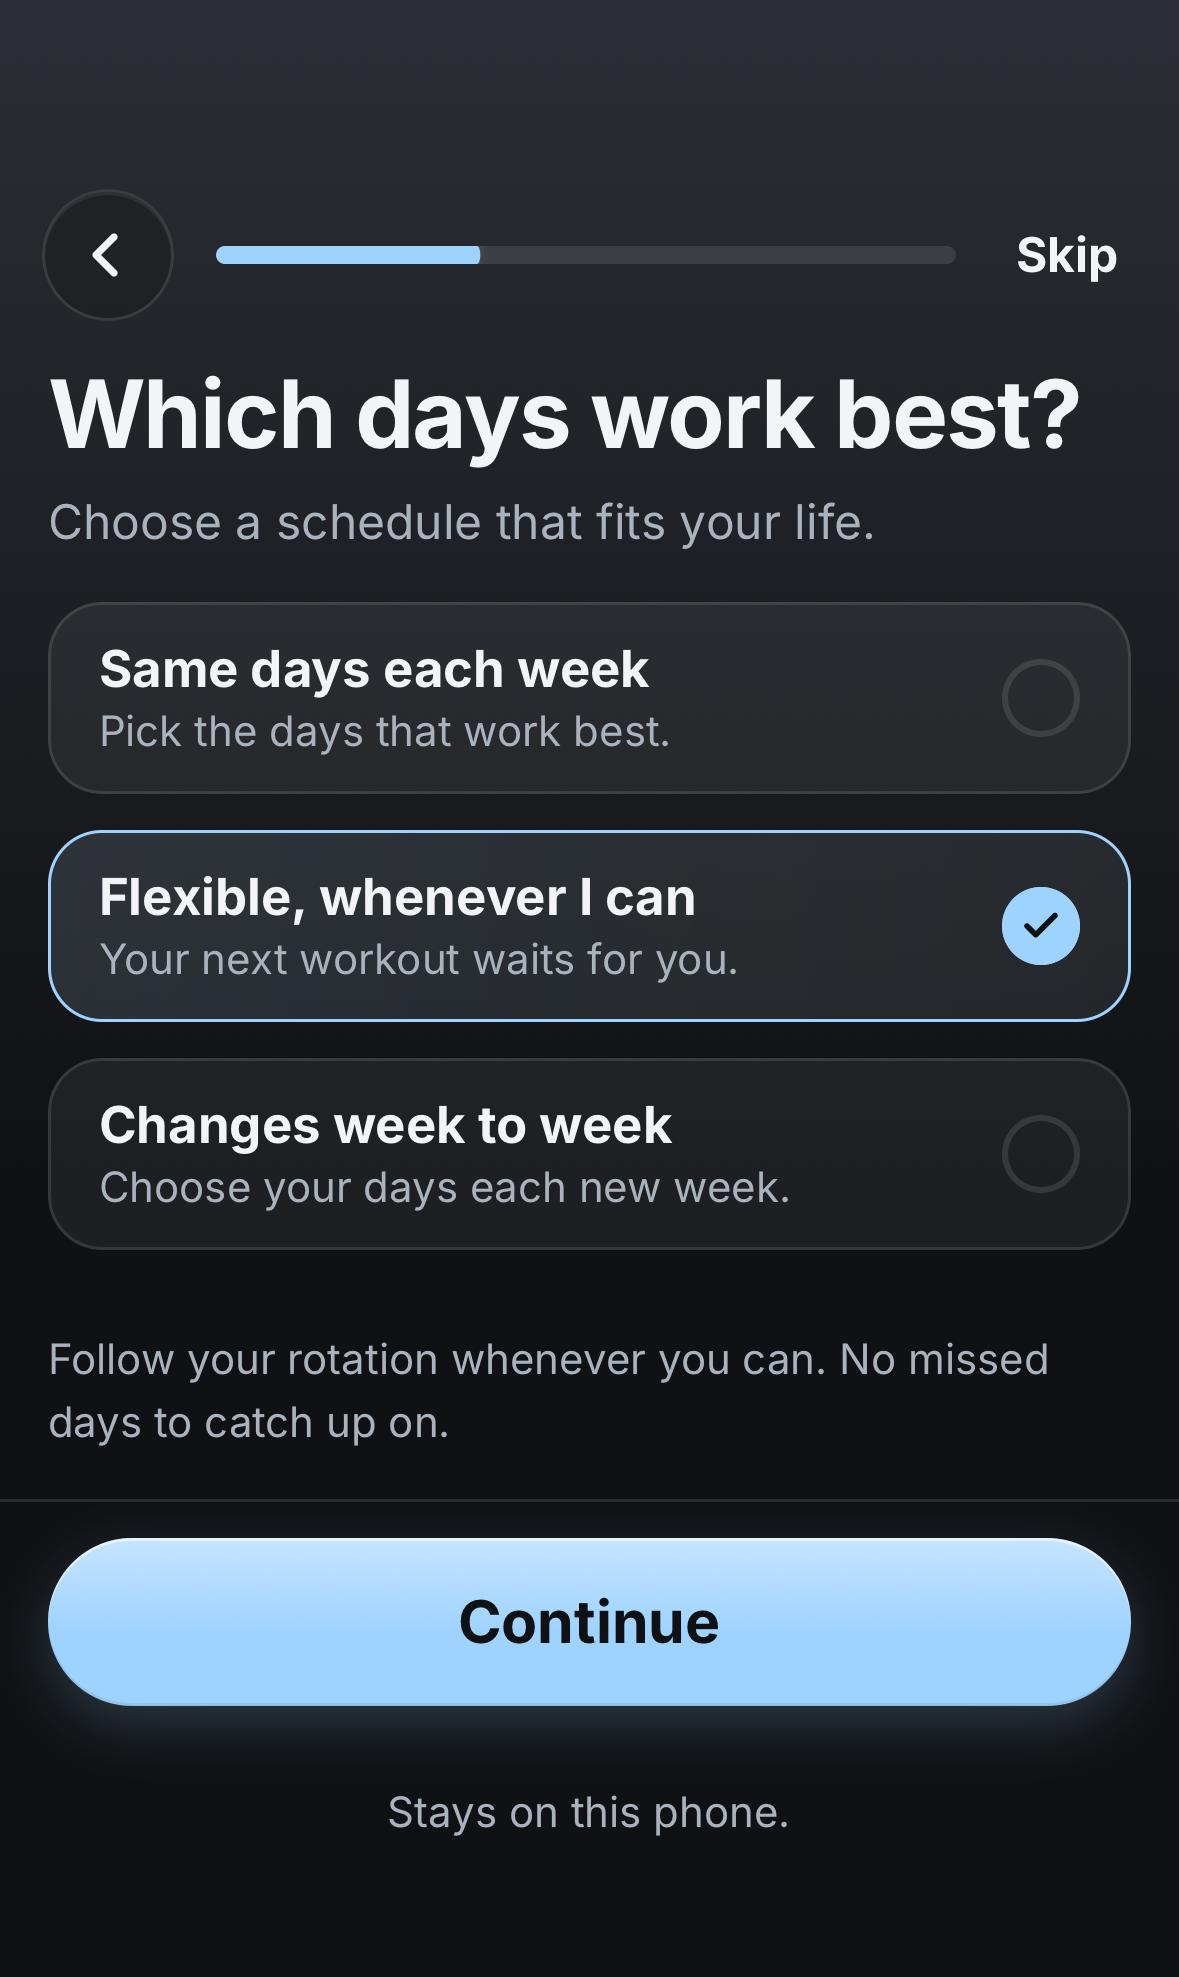 Skip
Which days work best?
Choose a schedule that fits your life.
Same days each week
Pick the days that work best.
Flexible, whenever I can
Your next workout waits for you.
Changes week to week
Choose your days each new week.
Follow your rotation whenever you can. No missed
days to catch up on.
Continue
Stays on this phone.